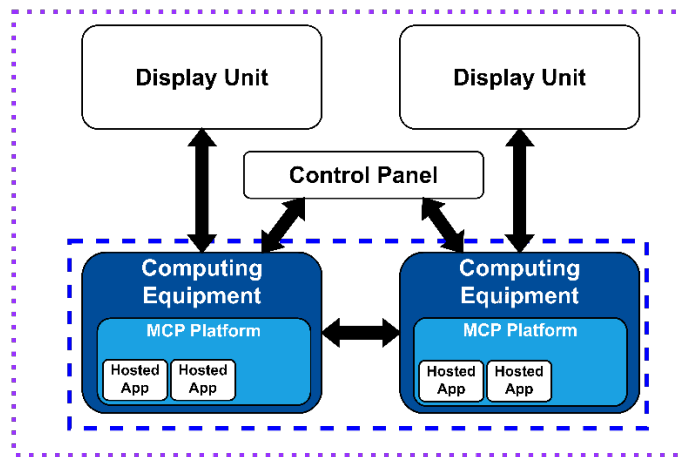 Display Unit
Display Unit
Control Panel
Computing
Equipment
MCP Platform
Hosted
App
Hosted
App
Computing
Equipment
MCP Platform
Hosted
App
Hosted
App